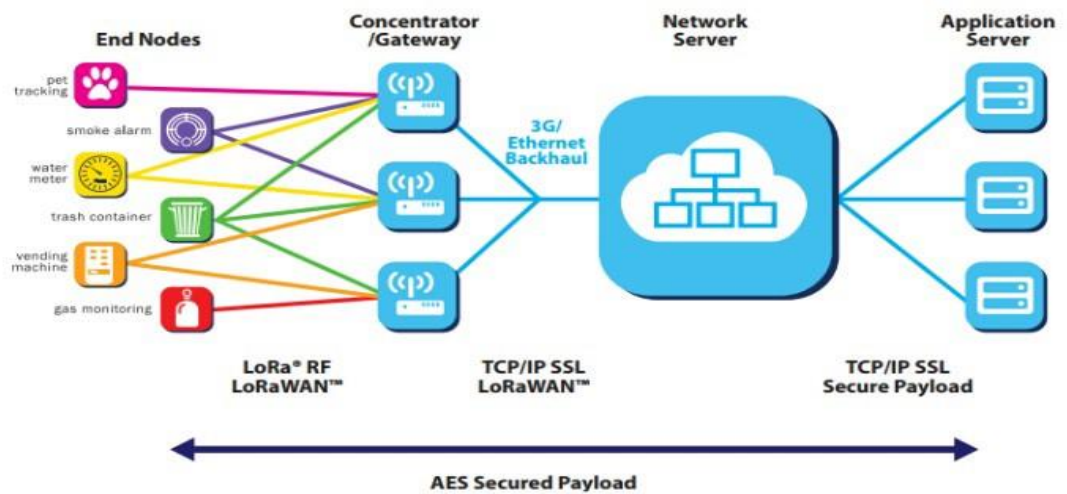 End Nodes
Concentrator
/Gateway
Network
Server
Application
Server
pet
tracking
smoke alarm
water
meter
trash container
vending
machine
gas monitoring
3G/
Ethernet
Backhaul
LoRa® RF
LoRaWAN™
TCP/IP SSL
LoRaWAN™
TCP/IP SSL
Secure Payload
AES Secured Payload